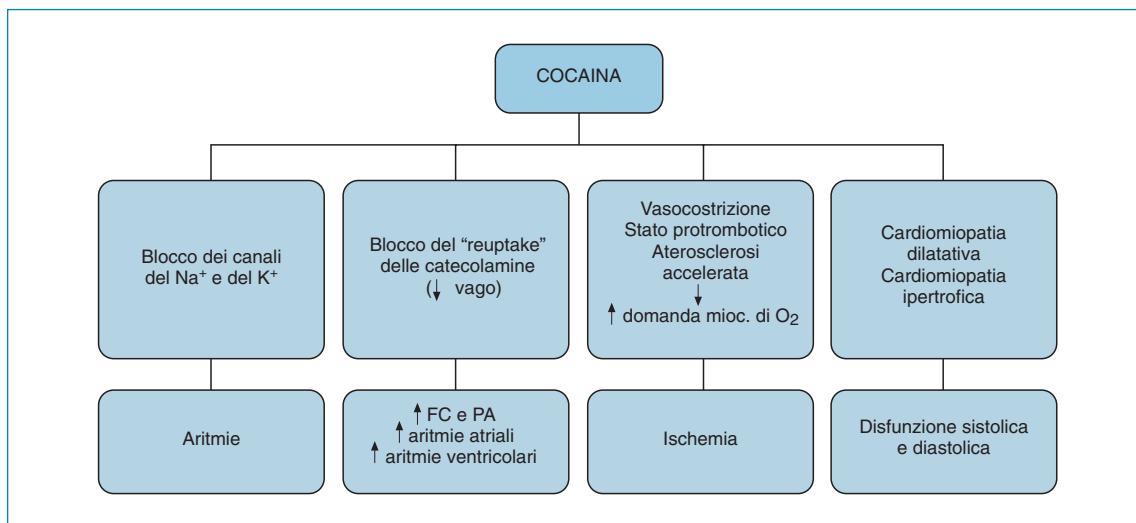 COCAINA
Blocco dei canali
del Na⁺ e del K⁺
Blocco del “reuptake”
delle catecolamine
(↓ vago)
Vasocostrizione
Stato protrombotico
Aterosclerosi
accelerata
↓
↑ domanda mioc. di O₂
Cardiomiopatia
dilatativa
Cardiomiopatia
ipertrofica
Aritmie
↑ FC e PA
↑ aritmie atriali
↑ aritmie ventricolari
Ischemia
Disfunzione sistolica
e diastolica